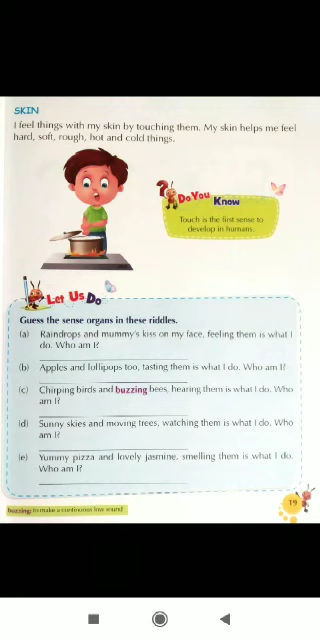 SKIN
I feel things with my skin by touching them. My skin helps me feel
hard, soft, rough, hot and cold things.
?
Do You Know
Touch is the first sense to
develop in humans.
Let Us Do
Guess the sense organs in these riddles.
(a) Raindrops and mummy's kiss on my face, feeling them is what I
do. Who am I?
(b) Apples and lollipops too, tasting them is what I do. Who am I?
(c) Chirping birds and buzzing bees, hearing them is what I do. Who
am I?
(d) Sunny skies and moving trees, watching them is what I do. Who
am I?
(e) Yummy pizza and lovely jasmine, smelling them is what I do.
Who am I?
buzzing: to make a continuous low sound
19